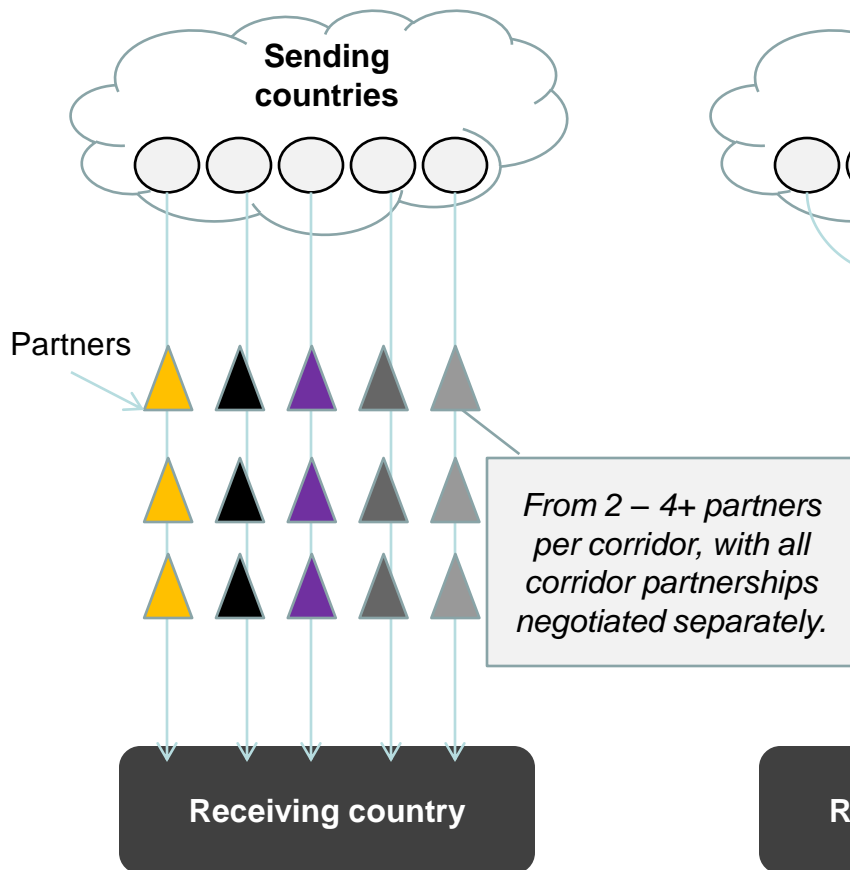 Sending
countries
Partners
From 2 – 4+ partners
per corridor, with all
corridor partnerships
negotiated separately.
Receiving country
R